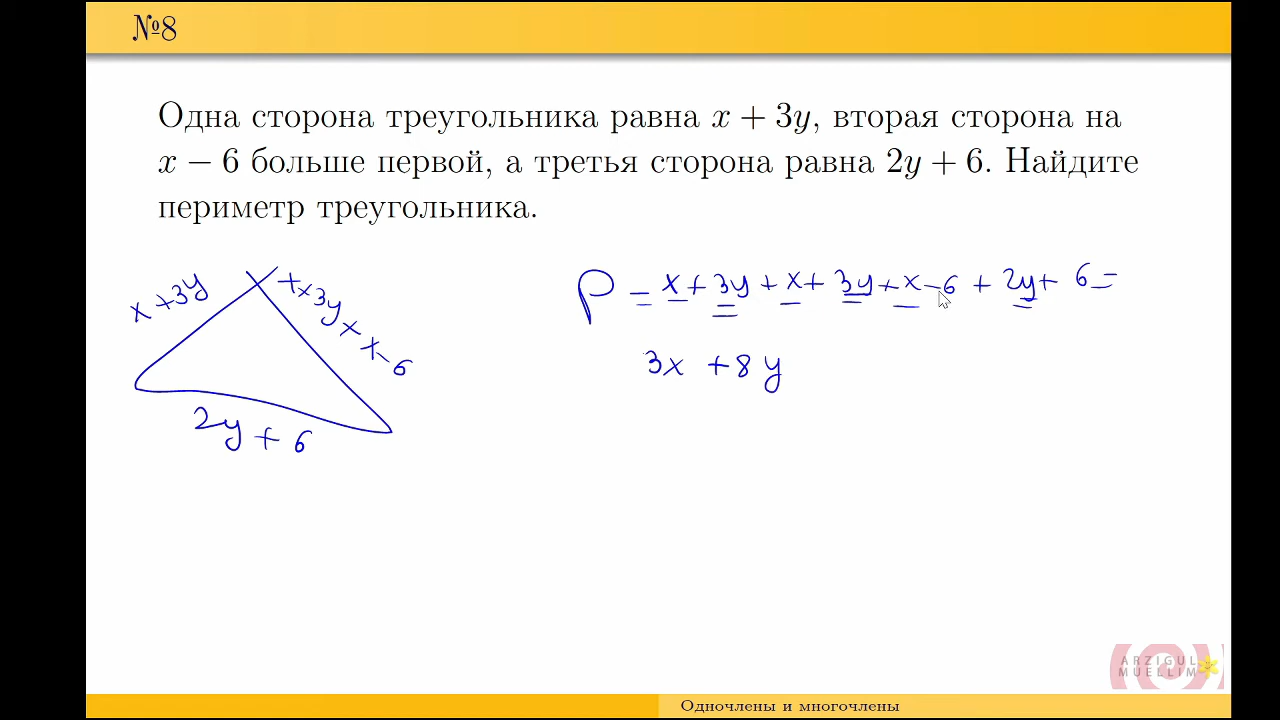 №8
Одна сторона треугольника равна x + 3y, вторая сторона на
x − 6 больше первой, а третья сторона равна 2y + 6. Найдите
периметр треугольника.
x + 3y
x + 3y + x - 6
2y + 6
P = x + 3y + x + 3y + x - 6 + 2y + 6 =
3x + 8y
ARZIGUL
MUELLIM
Одночлены и многочлены